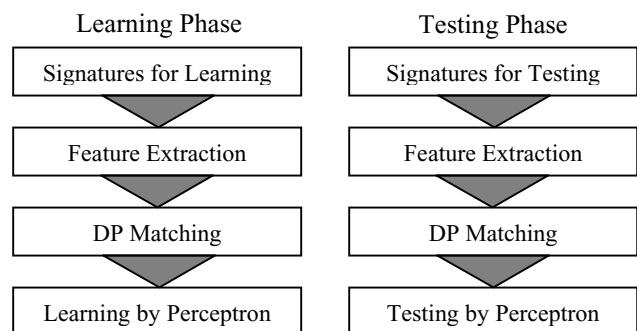 Learning Phase
Signatures for Learning
Feature Extraction
DP Matching
Learning by Perceptron
Testing Phase
Signatures for Testing
Feature Extraction
DP Matching
Testing by Perceptron